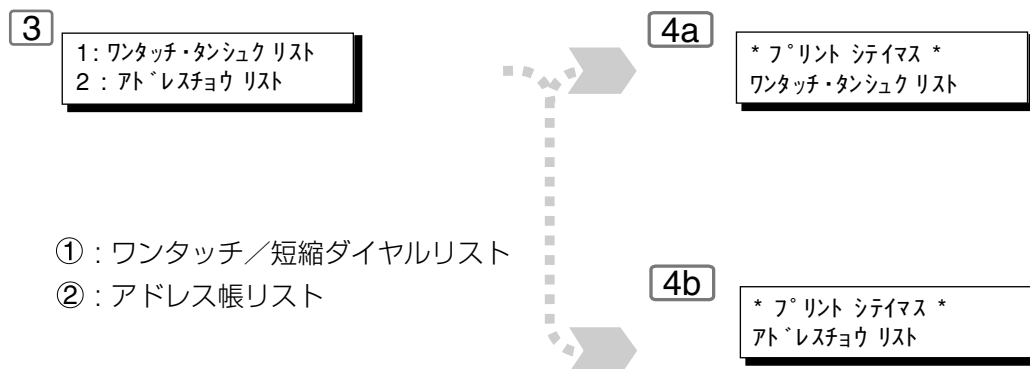 3
1:ワンタッチ・タンシュク リスト
2:アドレスチョウ リスト
①:ワンタッチ/短縮ダイヤルリスト
②:アドレス帳リスト
4a
* プリント シテイマス *
ワンタッチ・タンシュク リスト
4b
* プリント シテイマス *
アドレスチョウ リスト